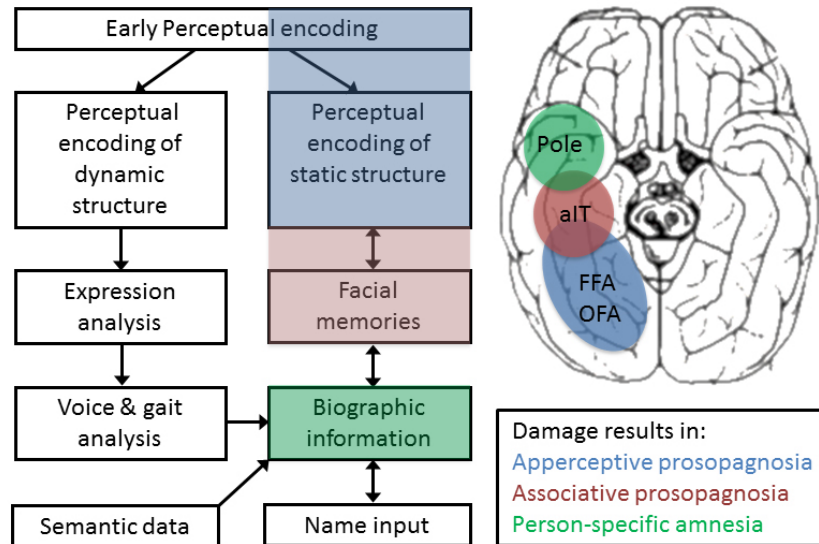 Early Perceptual encoding
Perceptual
encoding of
dynamic
structure
Perceptual
encoding of
static structure
Expression
analysis
Facial
memories
Voice & gait
analysis
Biographic
information
Semantic data
Name input
Pole
aIT
FFA
OFA
Damage results in:
Apperceptive prosopagnosia
Associative prosopagnosia
Person-specific amnesia